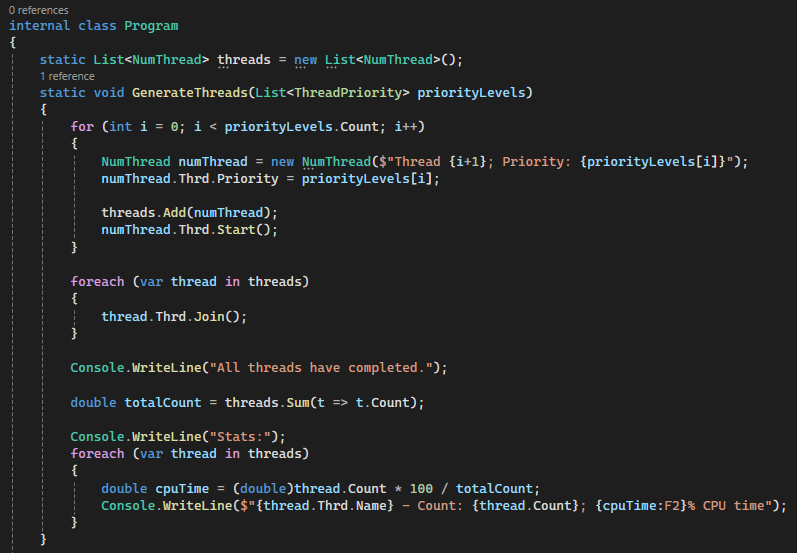 0 references
internal class Program
{
static List<NumThread> threads = new List<NumThread>();
1 reference
static void GenerateThreads(List<ThreadPriority> priorityLevels)
{
for (int i = 0; i < priorityLevels.Count; i++)
{
NumThread numThread = new NumThread($"Thread {i+1}; Priority: {priorityLevels[i]}");
numThread.Thrd.Priority = priorityLevels[i];
threads.Add(numThread);
numThread.Thrd.Start();
}
foreach (var thread in threads)
{
thread.Thrd.Join();
}
Console.WriteLine("All threads have completed.");
double totalCount = threads.Sum(t => t.Count);
Console.WriteLine("Stats:");
foreach (var thread in threads)
{
double cpuTime = (double)thread.Count * 100 / totalCount;
Console.WriteLine($"{thread.Thrd.Name} - Count: {thread.Count}; {cpuTime:F2}% CPU time");
}
}